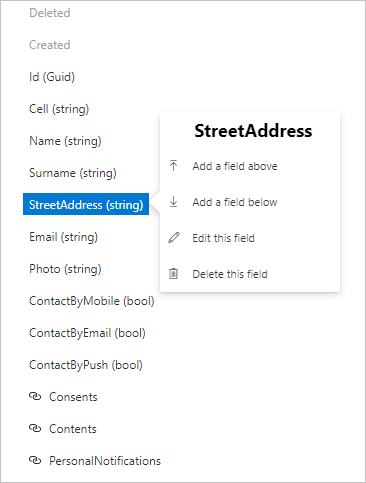 Deleted
Created
Id (Guid)
Cell (string)
Name (string)
Surname (string)
StreetAddress (string)
Email (string)
Photo (string)
ContactByMobile (bool)
ContactByEmail (bool)
ContactByPush (bool)
Consents
Contents
PersonalNotifications
StreetAddress
Add a field above
Add a field below
Edit this field
Delete this field